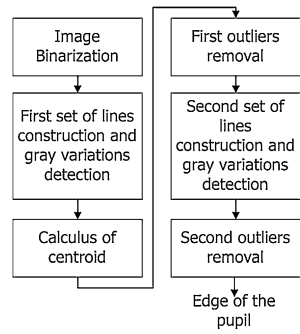 Image
Binarization
First set of lines
construction and
gray variations
detection
Calculus of
centroid
First outliers
removal
Second set of
lines
construction and
gray variations
detection
Second outliers
removal
Edge of the
pupil